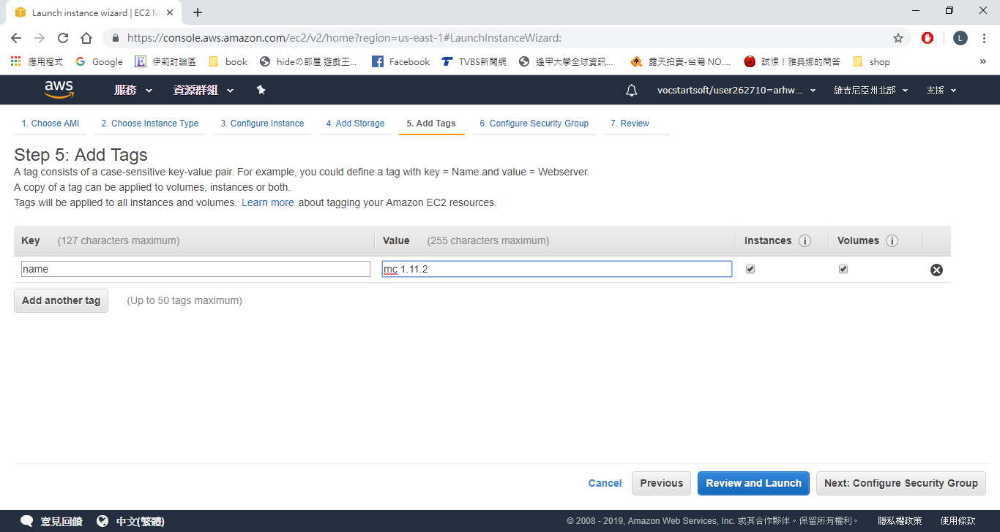 Launch instance wizard | EC2 M
https://console.aws.amazon.com/ec2/v2/home?region=us-east-1#LaunchInstanceWizard:
L
應用程式 Google 伊莉討論區 book hideの部屋 遊戲王... Facebook TVBS新聞網 逢甲大學全球資訊... 露天拍賣-台灣 NO.... 試煉！雅典娜的問答 shop »
aws 服務 資源群組 vocstartsoft/user262710=arhw... 維吉尼亞州北部 支援
1. Choose AMI 2. Choose Instance Type 3. Configure Instance 4. Add Storage 5. Add Tags 6. Configure Security Group 7. Review
Step 5: Add Tags
A tag consists of a case-sensitive key-value pair. For example, you could define a tag with key = Name and value = Webserver.
A copy of a tag can be applied to volumes, instances or both.
Tags will be applied to all instances and volumes. Learn more about tagging your Amazon EC2 resources.
Key (127 characters maximum) Value (255 characters maximum) Instances i Volumes i
name mc 1.11.2
Add another tag (Up to 50 tags maximum)
Cancel Previous Review and Launch Next: Configure Security Group
意見回饋 中文(繁體) © 2008 - 2019, Amazon Web Services, Inc. 或其合作夥伴。保留所有權利。 隱私權政策 使用條款